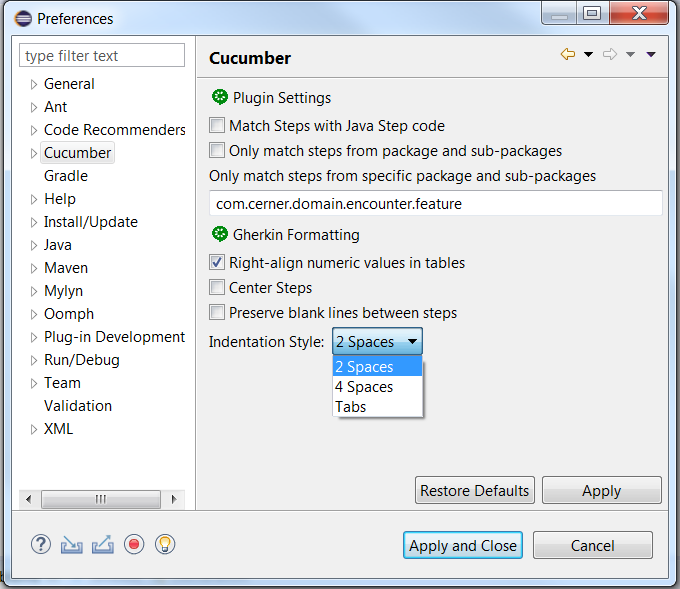 Preferences
type filter text
General
Ant
Code Recommenders
Cucumber
Gradle
Help
Install/Update
Java
Maven
Mylyn
Oomph
Plug-in Development
Run/Debug
Team
Validation
XML
Cucumber
Plugin Settings
Match Steps with Java Step code
Only match steps from package and sub-packages
Only match steps from specific package and sub-packages
com.cerner.domain.encounter.feature
Gherkin Formatting
Right-align numeric values in tables
Center Steps
Preserve blank lines between steps
Indentation Style: 2 Spaces
2 Spaces
4 Spaces
Tabs
Restore Defaults Apply
Apply and Close Cancel